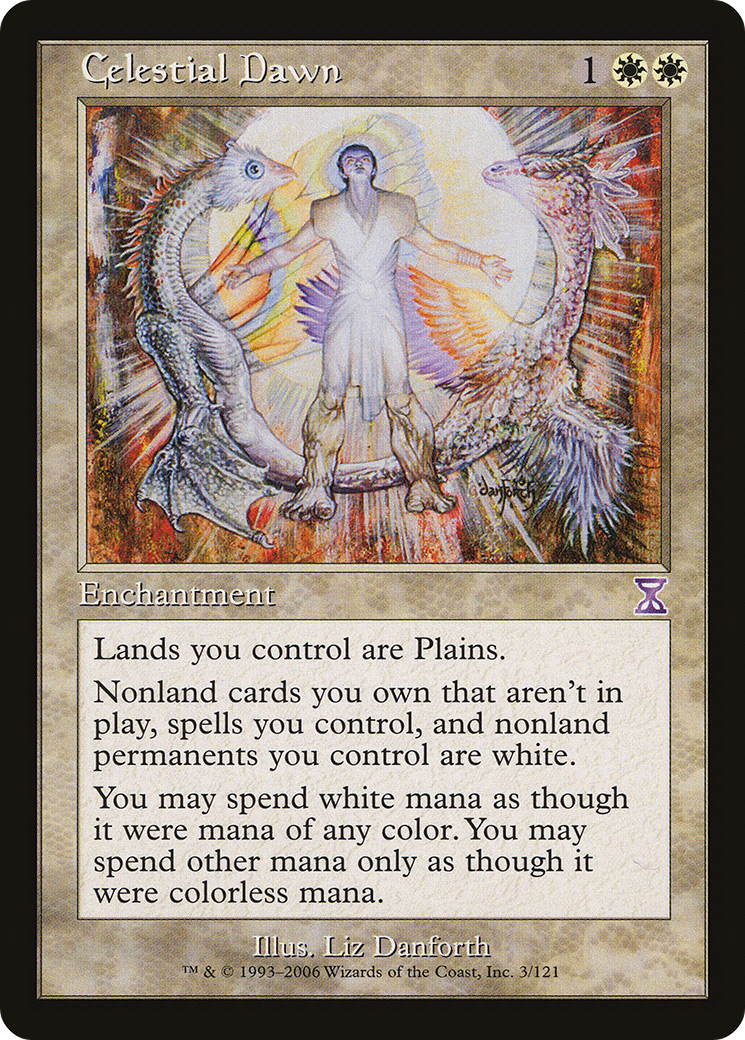 Celestial Dawn 1
danforth
Enchantment
Lands you control are Plains.
Nonland cards you own that aren't in
play, spells you control, and nonland
permanents you control are white.
You may spend white mana as though
it were mana of any color. You may
spend other mana only as though it
were colorless mana.
Illus. Liz Danforth
™ & © 1993–2006 Wizards of the Coast, Inc. 3/121